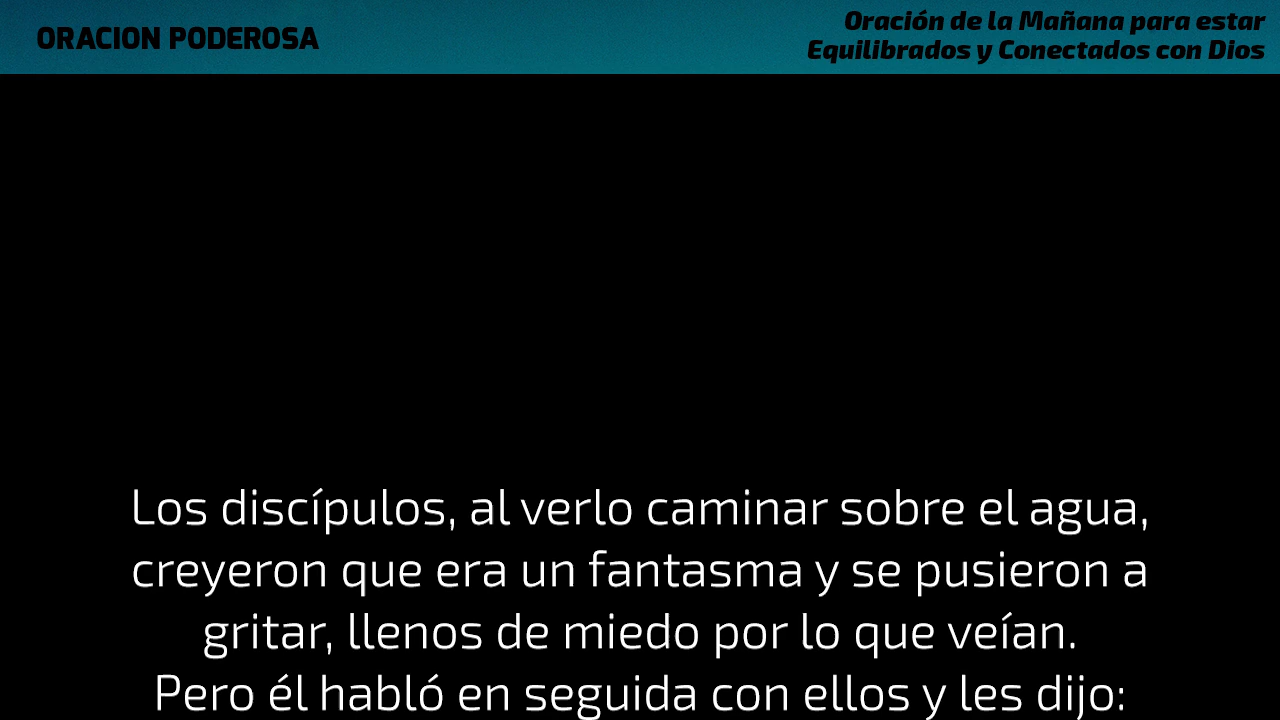 ORACION PODEROSA
Oración de la Mañana para estar
Equilibrados y Conectados con Dios
Los discípulos, al verlo caminar sobre el agua,
creyeron que era un fantasma y se pusieron a
gritar, llenos de miedo por lo que veían.
Pero él habló en seguida con ellos y les dijo: